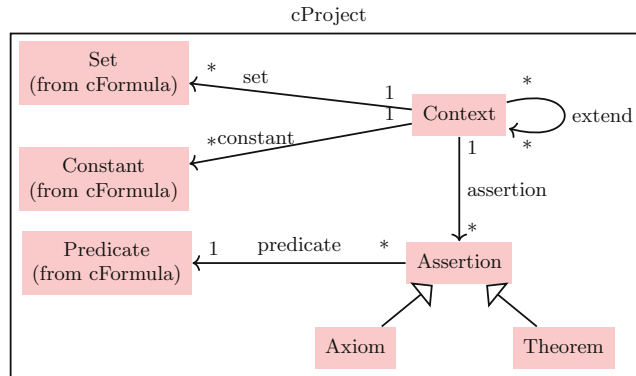 cProject
Set
(from cFormula)
*
set
1
Context
*
extend
*
1
*constant
Constant
(from cFormula)
1
assertion
*
Predicate
(from cFormula)
1
predicate
*
Assertion
Axiom
Theorem